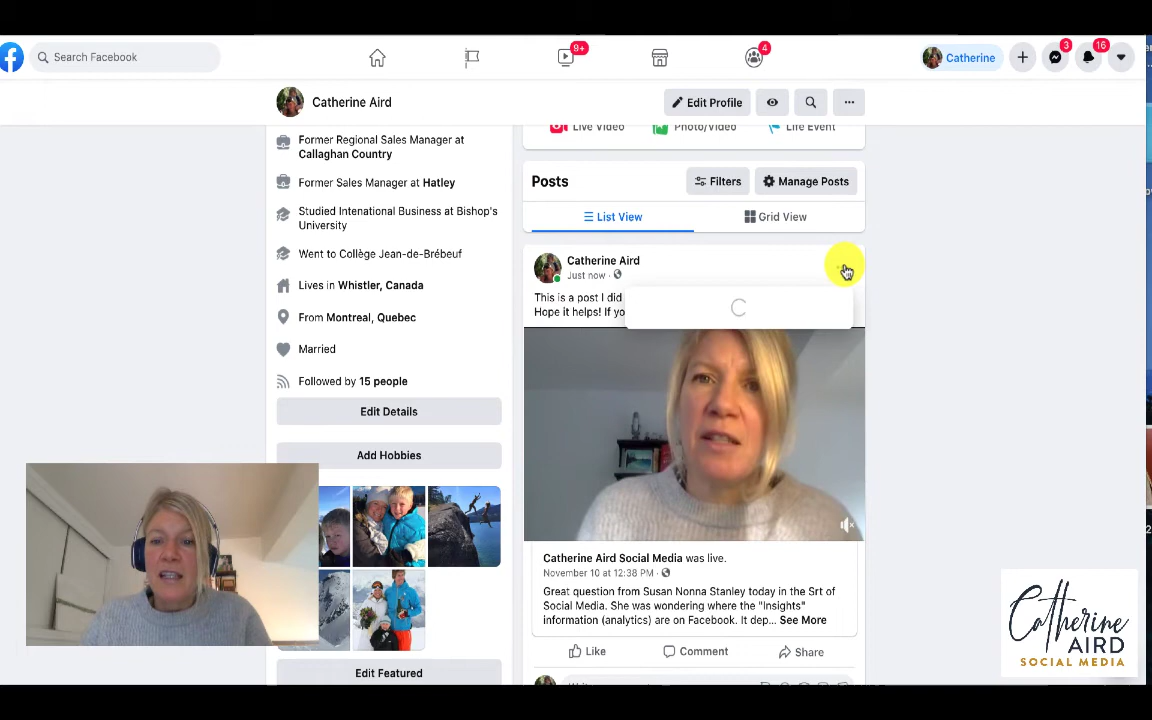 Search Facebook
9+
4
Catherine
3
16
Catherine Aird
Edit Profile
Former Regional Sales Manager at
Callaghan Country
Former Sales Manager at Hatley
Studied Intenational Business at Bishop's
University
Went to Collège Jean-de-Brébeuf
Lives in Whistler, Canada
From Montreal, Quebec
Married
Followed by 15 people
Edit Details
Add Hobbies
Edit Featured
Live Video
Photo/Video
Life Event
Posts
Filters
Manage Posts
List View
Grid View
Catherine Aird
Just now
This is a post I did
Hope it helps! If yo
Catherine Aird Social Media was live.
November 10 at 12:38 PM
Great question from Susan Nonna Stanley today in the Srt of
Social Media. She was wondering where the "Insights"
information (analytics) are on Facebook. It dep... See More
Like
Comment
Share
Catherine
AIRD
SOCIAL MEDIA